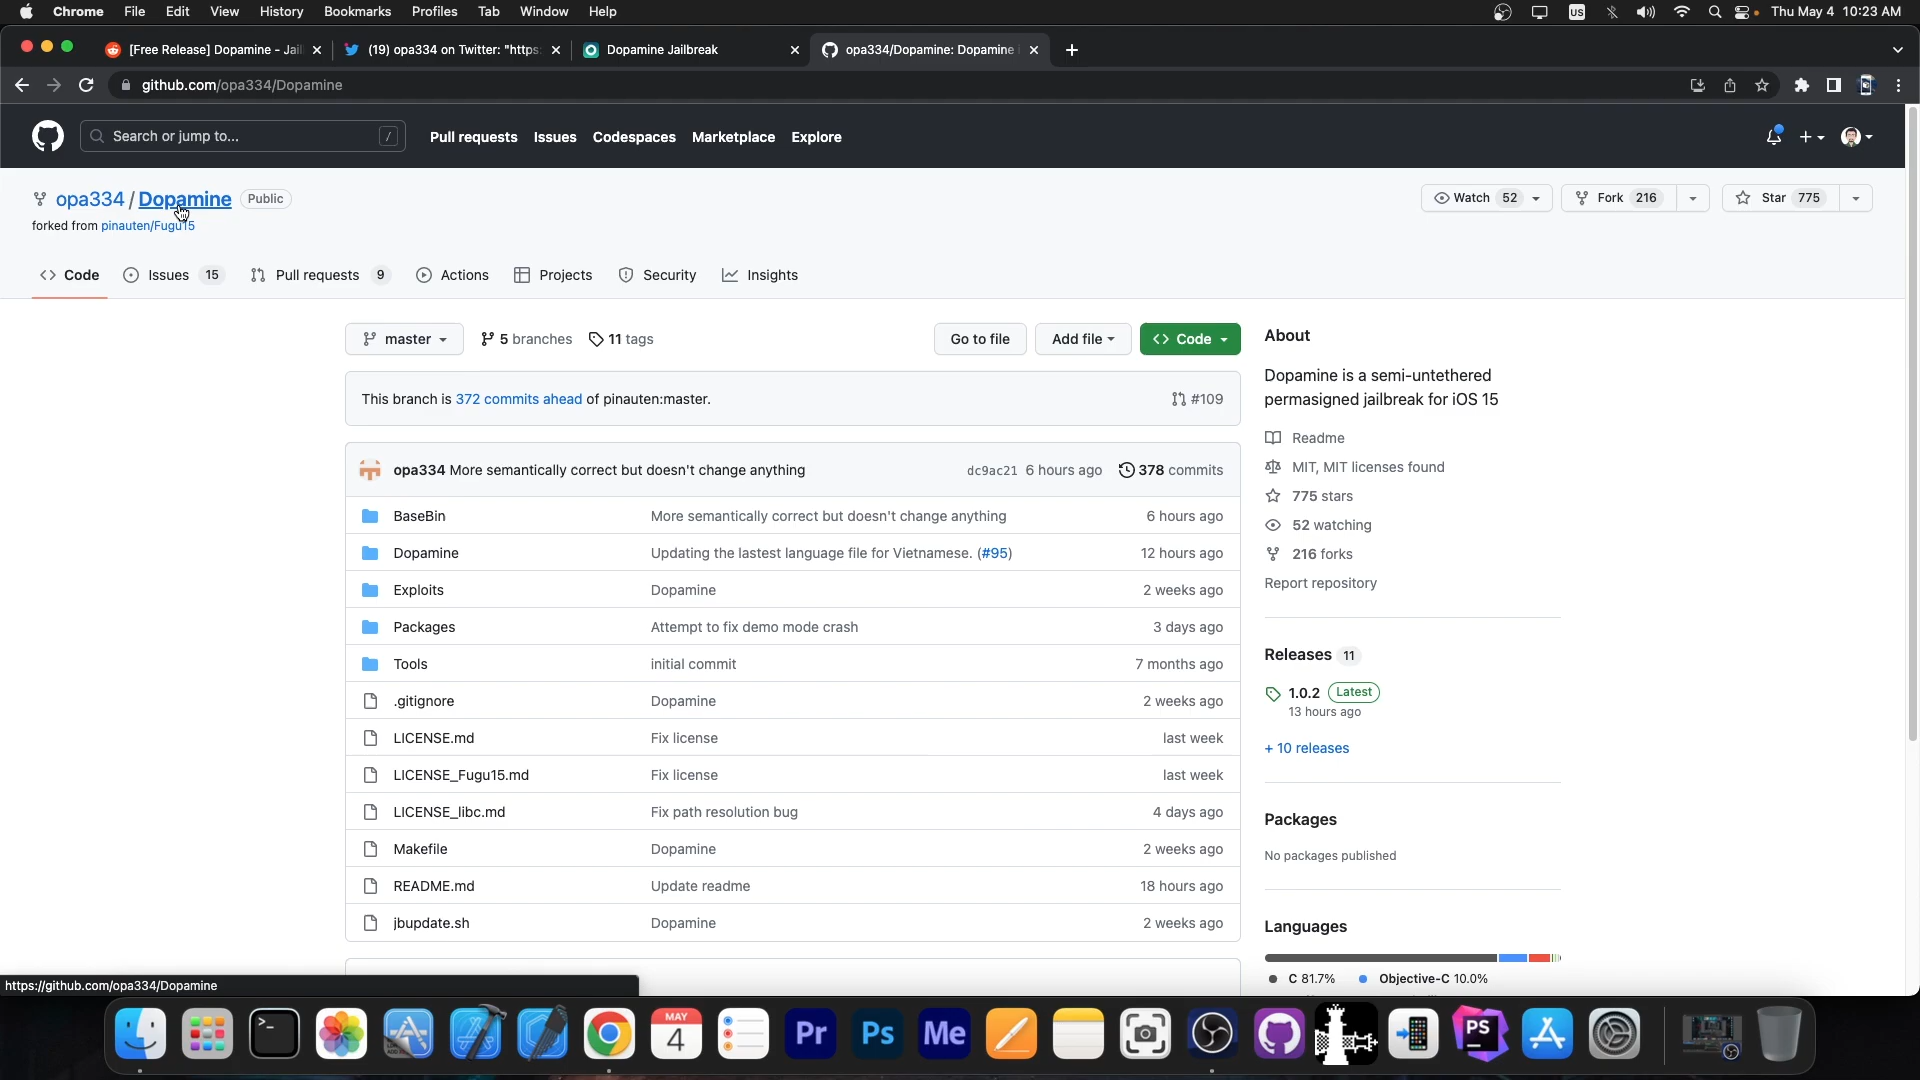 Chrome File Edit View History Bookmarks Profiles Tab Window Help US Thu May 4 10:23 AM
[Free Release] Dopamine - Jail (19) opa334 on Twitter: "https: Dopamine Jailbreak opa334/Dopamine: Dopamine
github.com/opa334/Dopamine
Search or jump to... / Pull requests Issues Codespaces Marketplace Explore
opa334 / Dopamine Public Watch 52 Fork 216 Star 775
forked from pinauten/Fugu15
Code Issues 15 Pull requests 9 Actions Projects Security Insights
master 5 branches 11 tags Go to file Add file Code
This branch is 372 commits ahead of pinauten:master. #109
opa334 More semantically correct but doesn't change anything dc9ac21 6 hours ago 378 commits
BaseBin More semantically correct but doesn't change anything 6 hours ago
Dopamine Updating the lastest language file for Vietnamese. (#95) 12 hours ago
Exploits Dopamine 2 weeks ago
Packages Attempt to fix demo mode crash 3 days ago
Tools initial commit 7 months ago
.gitignore Dopamine 2 weeks ago
LICENSE.md Fix license last week
LICENSE_Fugu15.md Fix license last week
LICENSE_libc.md Fix path resolution bug 4 days ago
Makefile Dopamine 2 weeks ago
README.md Update readme 18 hours ago
jbupdate.sh Dopamine 2 weeks ago
About
Dopamine is a semi-untethered
permasigned jailbreak for iOS 15
Readme
MIT, MIT licenses found
775 stars
52 watching
216 forks
Report repository
Releases 11
1.0.2 Latest
13 hours ago
+ 10 releases
Packages
No packages published
Languages
C 81.7% Objective-C 10.0%
https://github.com/opa334/Dopamine
MAY
4
Pr
Ps
Me
PS